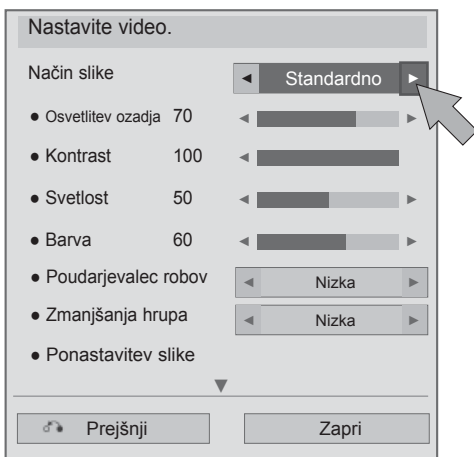 Nastavite video.
Način slike ◄ Standardno ►
● Osvetlitev ozadja 70
● Kontrast 100
● Svetlost 50
● Barva 60
● Poudarjevalec robov ◄ Nizka ►
● Zmanjšanja hrupa ◄ Nizka ►
● Ponastavitev slike
Prejšnji Zapri